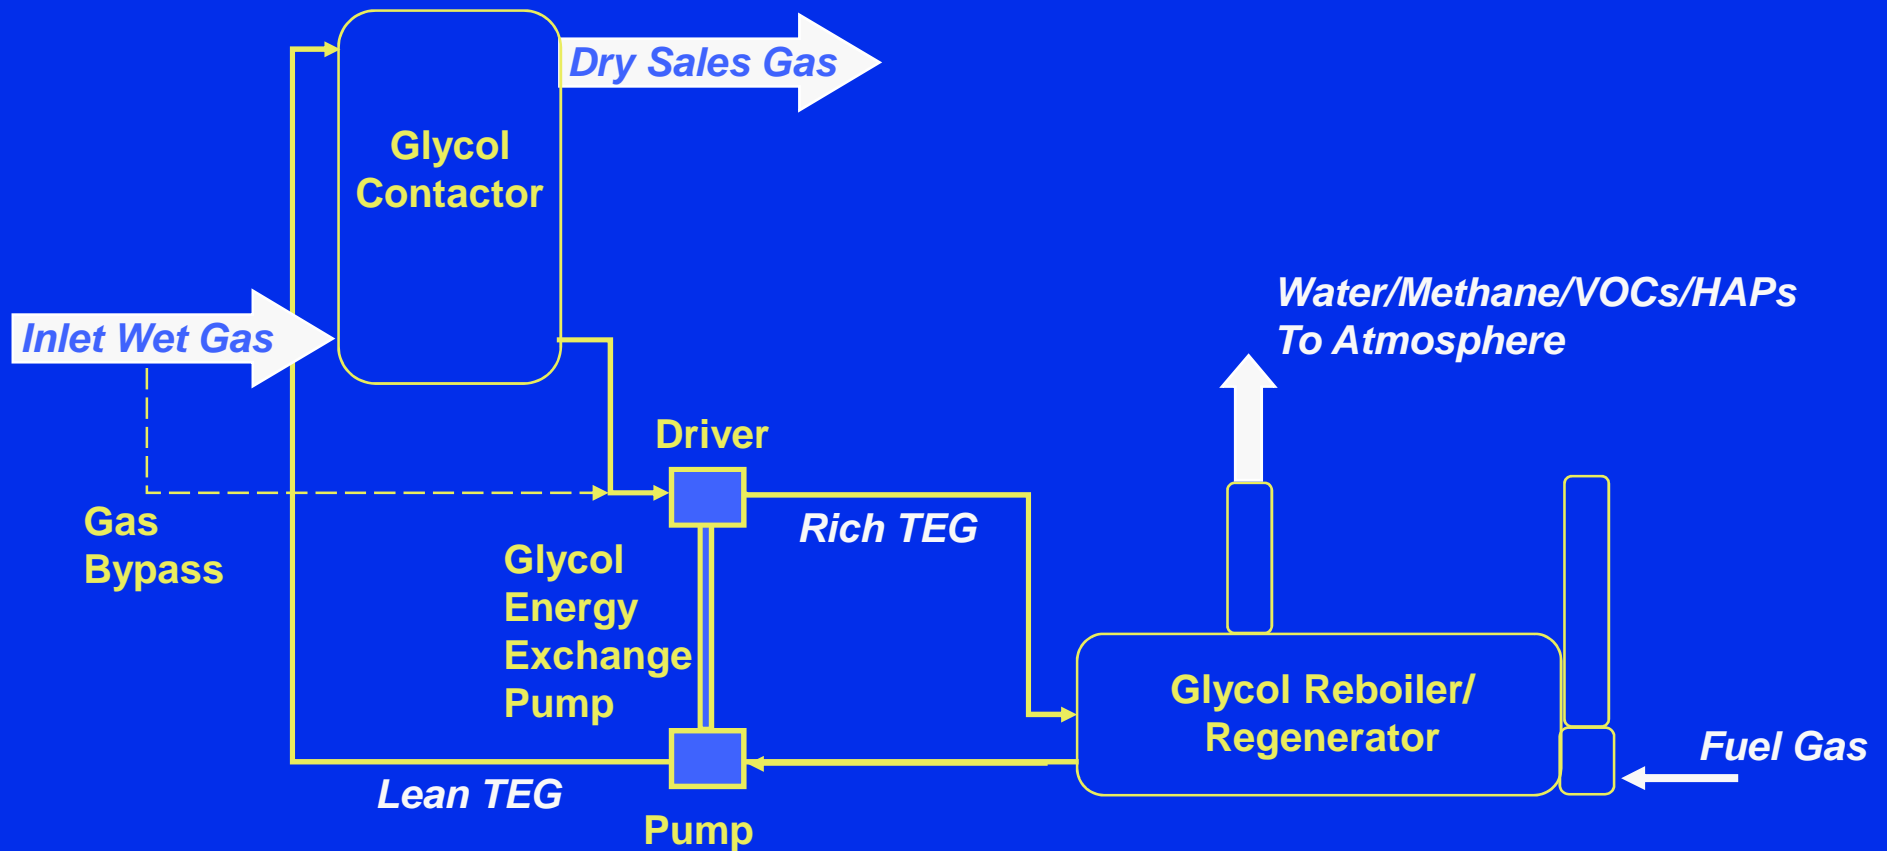 Dry Sales Gas
Glycol
Contactor
Inlet Wet Gas
Water/Methane/VOCs/HAPs
To Atmosphere
Driver
Gas
Bypass
Rich TEG
Glycol
Energy
Exchange
Pump
Glycol Reboiler/
Regenerator
Fuel Gas
Lean TEG
Pump